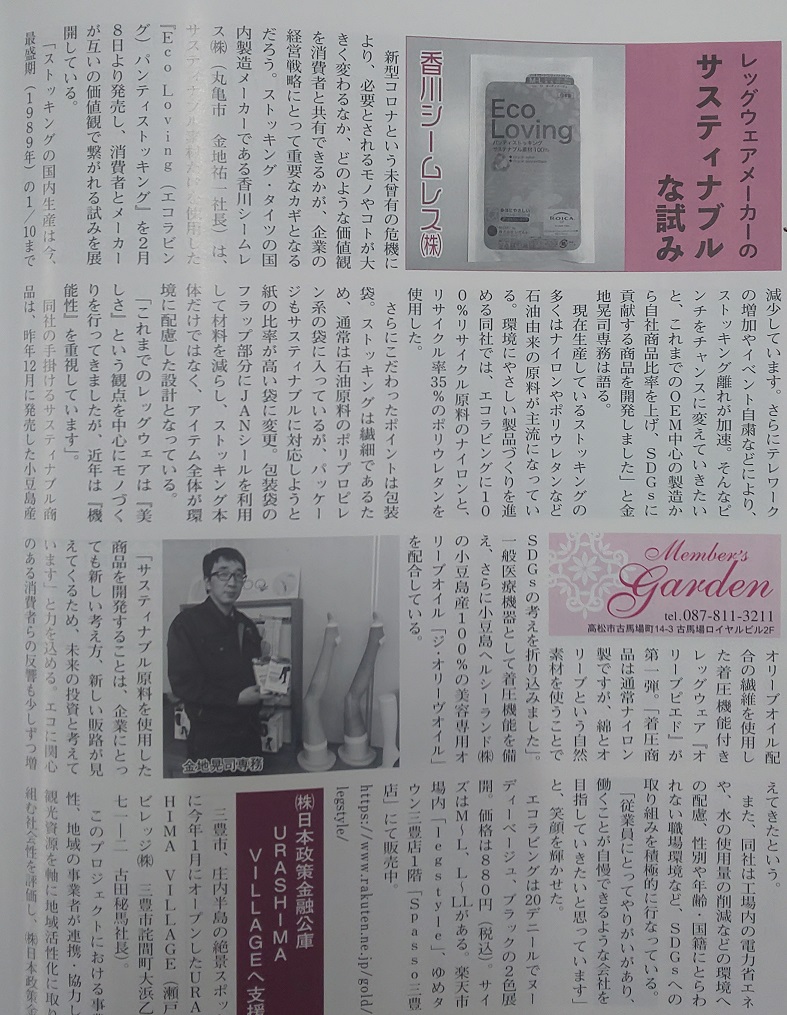 レッグウェアメーカーの
サスティナブル
な試み
Eco
Loving
パンティストッキング
サスティナブル素材100%
KOICA
香川シームレス㈱
新型コロナという未曾有の危機に
より、必要とされるモノやコトが大
きく変わるなか、どのような価値観
を消費者と共有できるかが、企業の
経営戦略にとって重要なカギとなる
だろう。ストッキング・タイツの国
内製造メーカーである香川シームレ
ス㈱（丸亀市　金地祐一社長）は、
サスティナブル素材だけを使用した
『Eco Loving（エコラビン
グ）パンティストッキング』を2月
8日より発売し、消費者とメーカー
が互いの価値観で繋がれる試みを展
開している。
「ストッキングの国内生産は今、
最盛期（1989年）の1/10まで
減少しています。さらにテレワーク
の増加やイベント自粛などにより、
ストッキング離れが加速。そんなピ
ンチをチャンスに変えていきたい
と、これまでのOEM中心の製造か
ら自社商品比率を上げ、SDGsに
貢献する商品を開発しました」と金
地晃司専務は語る。
現在生産しているストッキングの
多くはナイロンやポリウレタンなど
石油由来の原料が主流になってい
る。環境にやさしい製品づくりを進
める同社では、エコラビングに10
0％リサイクル原料のナイロンと、
リサイクル率35％のポリウレタンを
使用した。
さらにこだわったポイントは包装
袋。ストッキングは繊細であるた
め、通常は石油原料のポリプロピレ
ン系の袋に入っているが、パッケー
ジもサスティナブルに対応しようと
紙の比率が高い袋に変更。包装袋の
フラップ部分にJANシールを利用
して材料を減らし、ストッキング本
体だけではなく、アイテム全体が環
境に配慮した設計となっている。
「これまでのレッグウェアは『美
しさ』という観点を中心にモノづく
りを行ってきましたが、近年は『機
能性』を重視しています」。
同社の手掛けるサスティナブル商
品は、昨年12月に発売した小豆島産
Member's
Garden
tel.087-811-3211
高松市古馬場町14-3 古馬場ロイヤルビル2F
オリーブオイル配
合の繊維を使用し
た着圧機能付き
レッグウェア『オ
リーブピエド』が
第一弾。「着圧商
品は通常ナイロン
製ですが、綿とオ
リーブという自然
素材を使うことで
SDGsの考えを折り込みました」。
一般医療機器として着圧機能を備
え、さらに小豆島ヘルシーランド㈱
の小豆島産100％の美容専用オ
リーブオイル「ジ・オリーヴオイル」
を配合している。
金地晃司専務
「サスティナブル原料を使用した
商品を開発することは、企業にとっ
ても新しい考え方、新しい販路が見
えてくるため、未来の投資と考えて
います」と力を込める。エコに関心
のある消費者らの反響も少しずつ増
えてきたという。
また、同社は工場内の電力省エネ
や、水の使用量の削減などの環境へ
の配慮、性別や年齢・国籍にとらわ
れない職場環境など、SDGsへの
取り組みを積極的に行なっている。
「従業員にとってやりがいがあり、
働くことが自慢できるような会社を
目指していきたいと思っています」
と、笑顔を輝かせた。
エコラビングは20デニールでヌー
ディーベージュ、ブラックの2色展
開。価格は880円（税込）。サイ
ズはM〜L、L〜LLがある。楽天市
場内「legstyle」、ゆめタ
ウン三豊店1階「Spasso三豊
店」にて販売中。
https://www.rakuten.ne.jp/gold/
legstyle/
㈱日本政策金融公庫
URASHIMA
VILLAGEへ支援
三豊市、庄内半島の絶景スポッ
に今年1月にオープンしたURA
HIMA VILLAGE（瀬戸
ビレッジ㈱　三豊市詫間町大浜乙
七一ー二　古田秘馬社長）。
このプロジェクトにおける事業
性、地域の事業者が連携・協力し
観光資源を軸に地域活性化に取り
組む社会性を評価し、㈱日本政策金